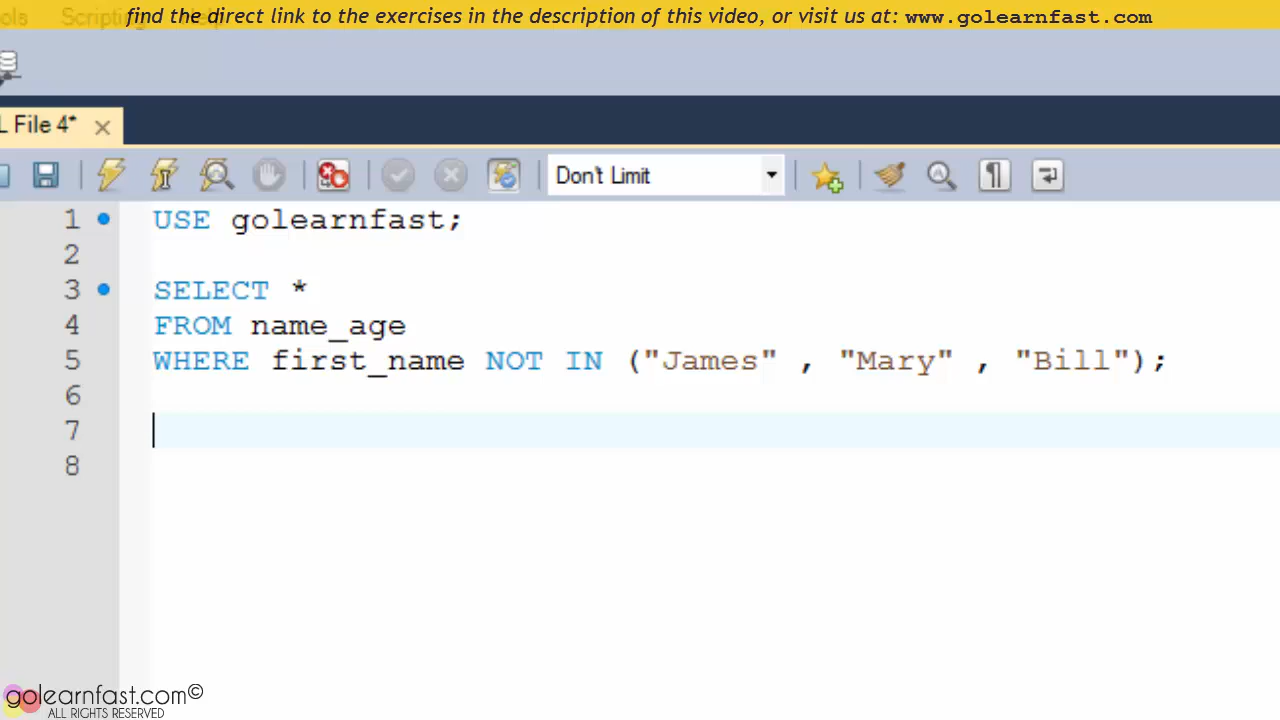 find the direct link to the exercises in the description of this video, or visit us at: www.golearnfast.com
L File 4*
Don't Limit
1 USE golearnfast;
2
3 SELECT *
4 FROM name_age
5 WHERE first_name NOT IN ("James" , "Mary" , "Bill");
6
7
8
golearnfast.com©
ALL RIGHTS RESERVED